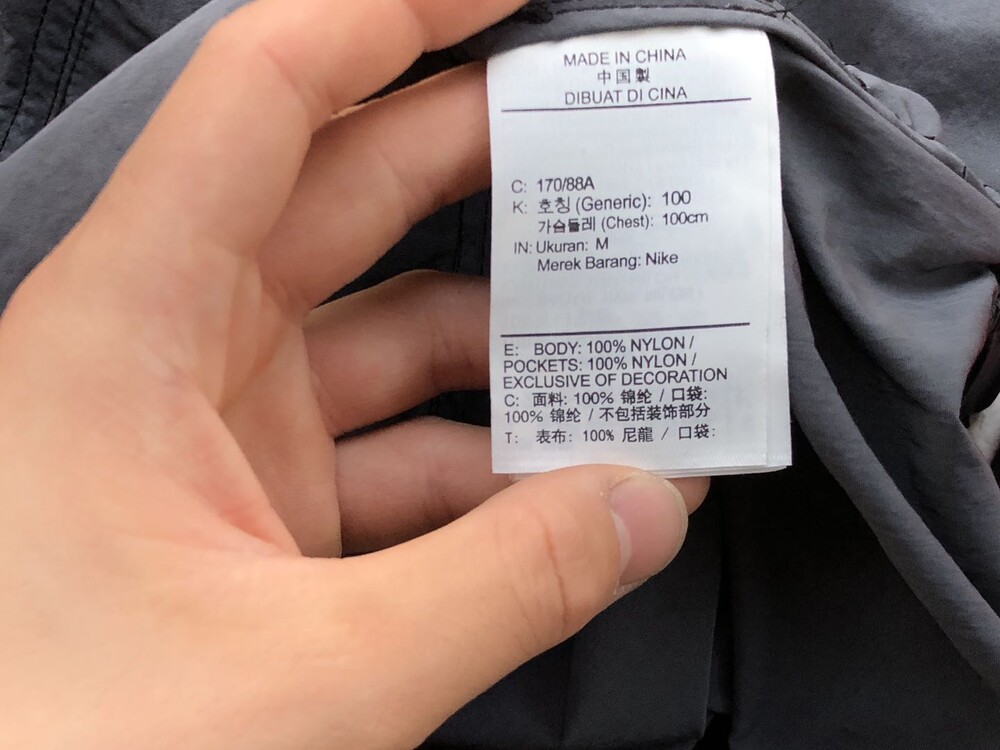 MADE IN CHINA
中国製
DIBUAT DI CINA
C: 170/88A
K: 호칭 (Generic): 100
가슴둘레 (Chest): 100cm
IN: Ukuran: M
Merek Barang: Nike
E: BODY: 100% NYLON /
POCKETS: 100% NYLON /
EXCLUSIVE OF DECORATION
C: 面料: 100% 锦纶 / 口袋:
100% 锦纶 / 不包括装饰部分
T: 表布: 100% 尼龍 / 口袋: